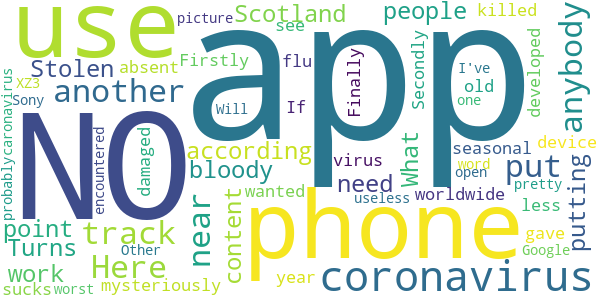 use
app
picture
Scotland
see
people
killed
Stolen
absent
Firstly
flu
Finally
Secondly
I've
old
one
developed
anybody
XZ3
Sony
another
If
Will
NO
encountered
damaged
according
What
virus
seasonal
device
bloody
word
open
put
putting
probably
caronavirus
near
content
wanted
need
worldwide
useless
pretty
less
phone
point
track
Turns
Here
gave
Other
Google
work
year
coronavirus
sucks
worst
mysteriously